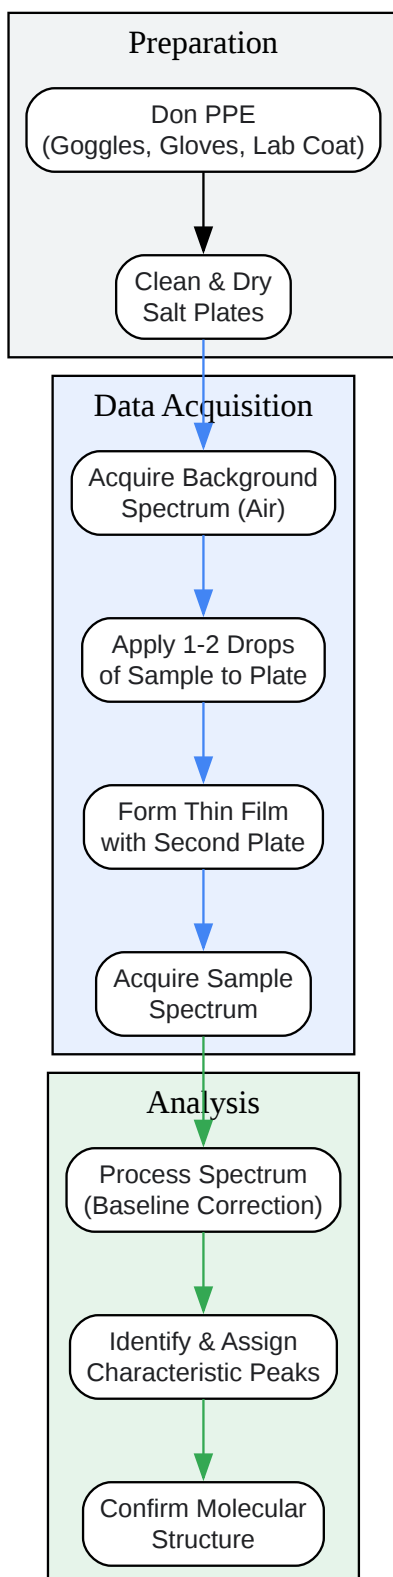 Preparation
Don PPE
(Goggles, Gloves, Lab Coat)
Clean & Dry
Salt Plates
Data Acquisition
Acquire Background
Spectrum (Air)
Apply 1-2 Drops
of Sample to Plate
Form Thin Film
with Second Plate
Acquire Sample
Spectrum
Analysis
Process Spectrum
(Baseline Correction)
Identify & Assign
Characteristic Peaks
Confirm Molecular
Structure